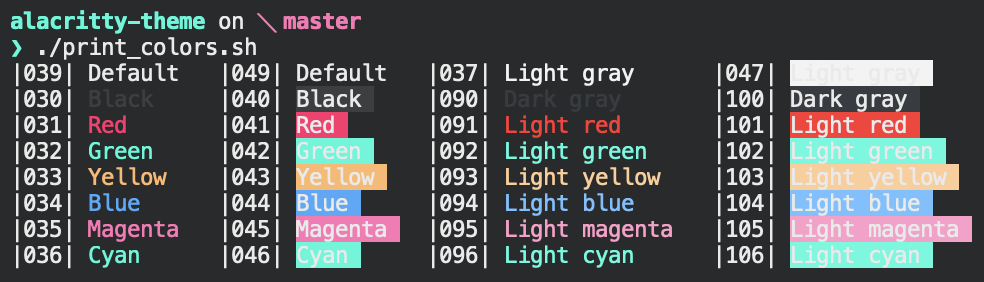 alacritty-theme on \ master
❯ ./print_colors.sh
|039| Default |049| Default |037| Light gray |047| Light gray
|030| Black |040| Black |090| Dark gray |100| Dark gray
|031| Red |041| Red |091| Light red |101| Light red
|032| Green |042| Green |092| Light green |102| Light green
|033| Yellow |043| Yellow |093| Light yellow |103| Light yellow
|034| Blue |044| Blue |094| Light blue |104| Light blue
|035| Magenta |045| Magenta |095| Light magenta |105| Light magenta
|036| Cyan |046| Cyan |096| Light cyan |106| Light cyan